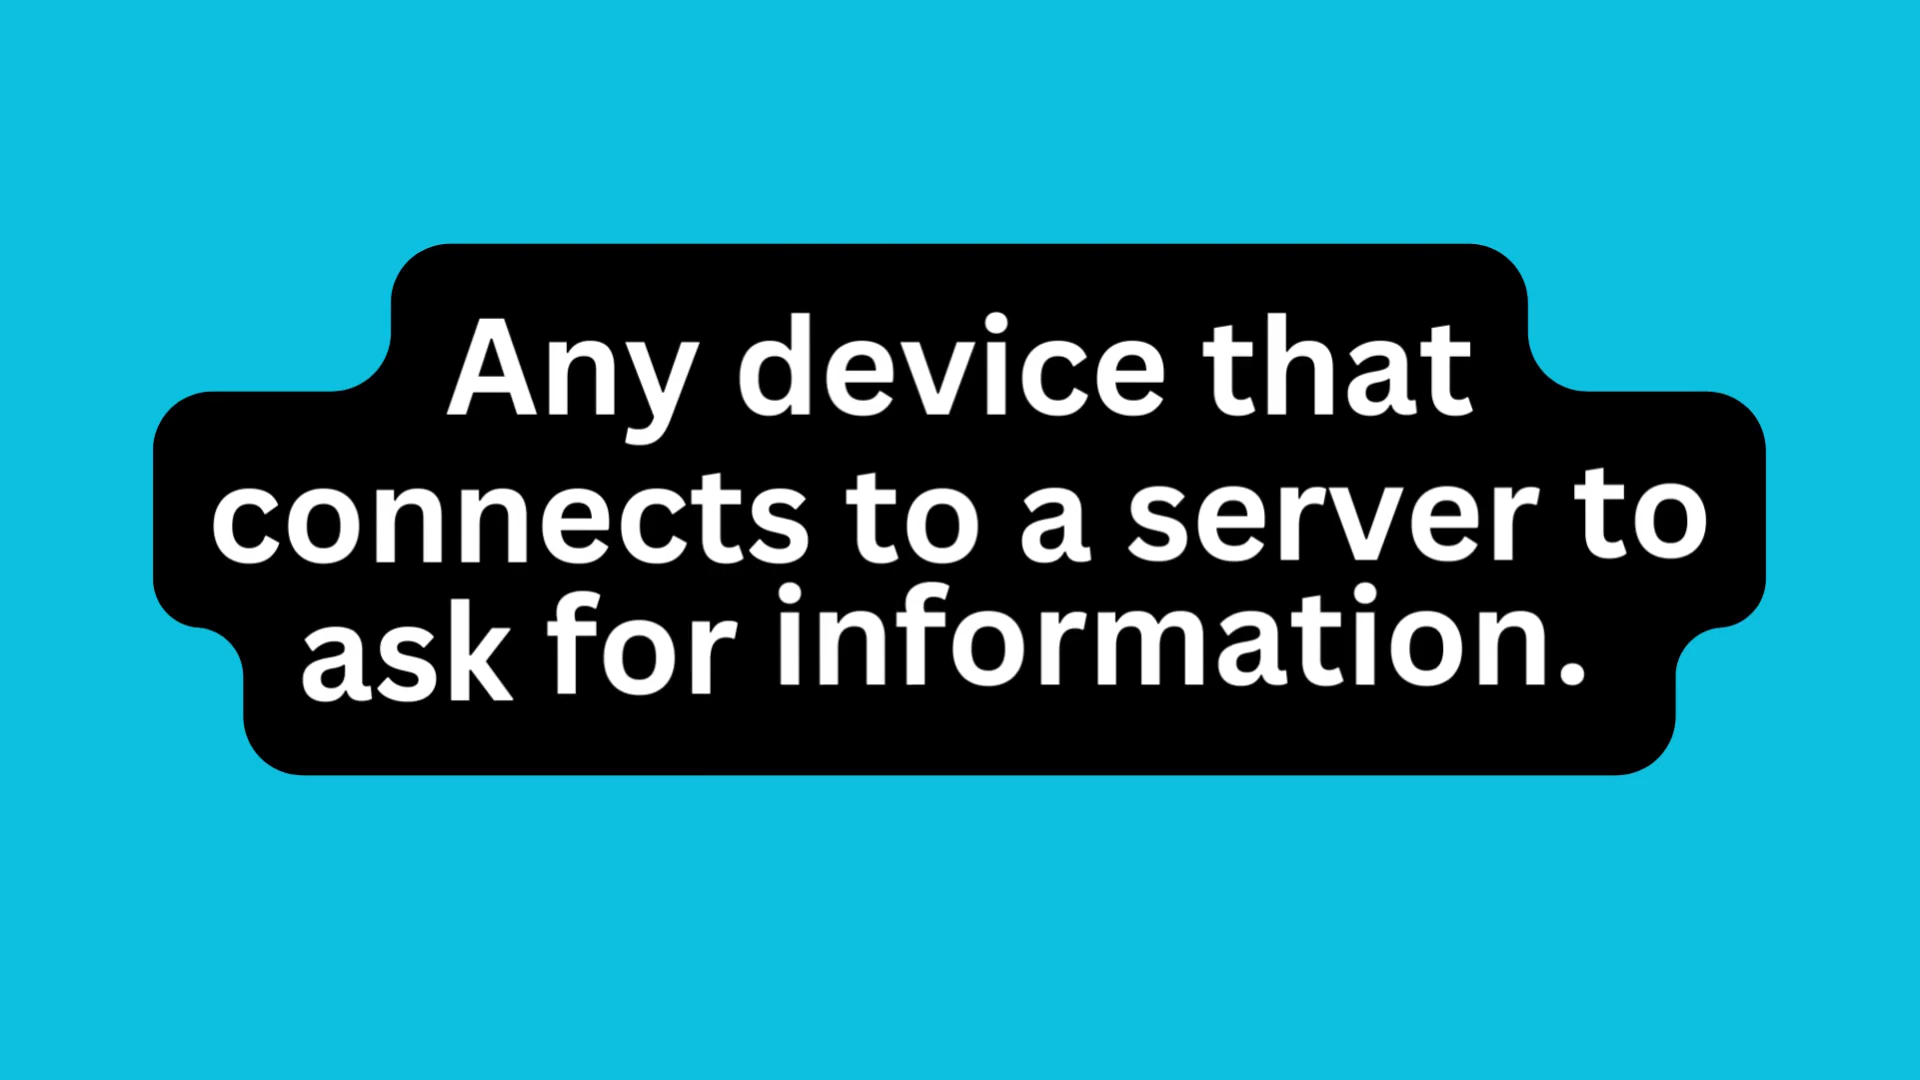 Any device that
connects to a server to
ask for information.